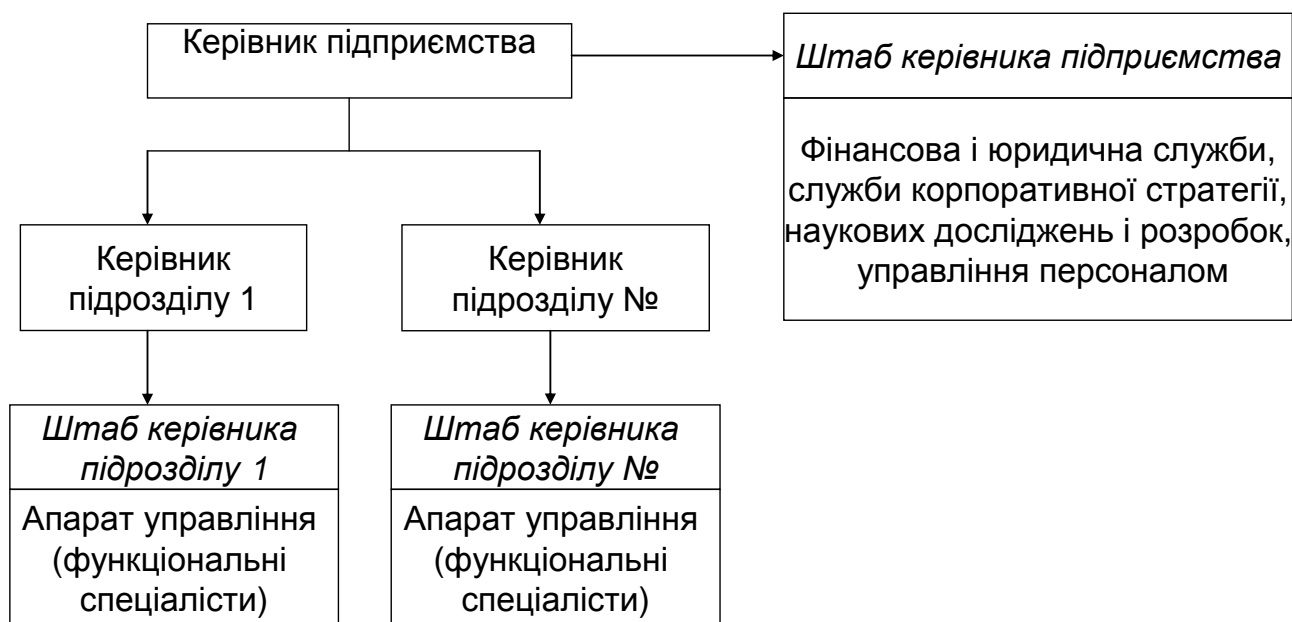 Керівник підприємства
Штаб керівника підприємства
Фінансова і юридична служби,
служби корпоративної стратегії,
наукових досліджень і розробок,
управління персоналом
Керівник
підрозділу 1
Керівник
підрозділу №
Штаб керівника
підрозділу 1
Апарат управління
(функціональні
спеціалісти)
Штаб керівника
підрозділу №
Апарат управління
(функціональні
спеціалісти)